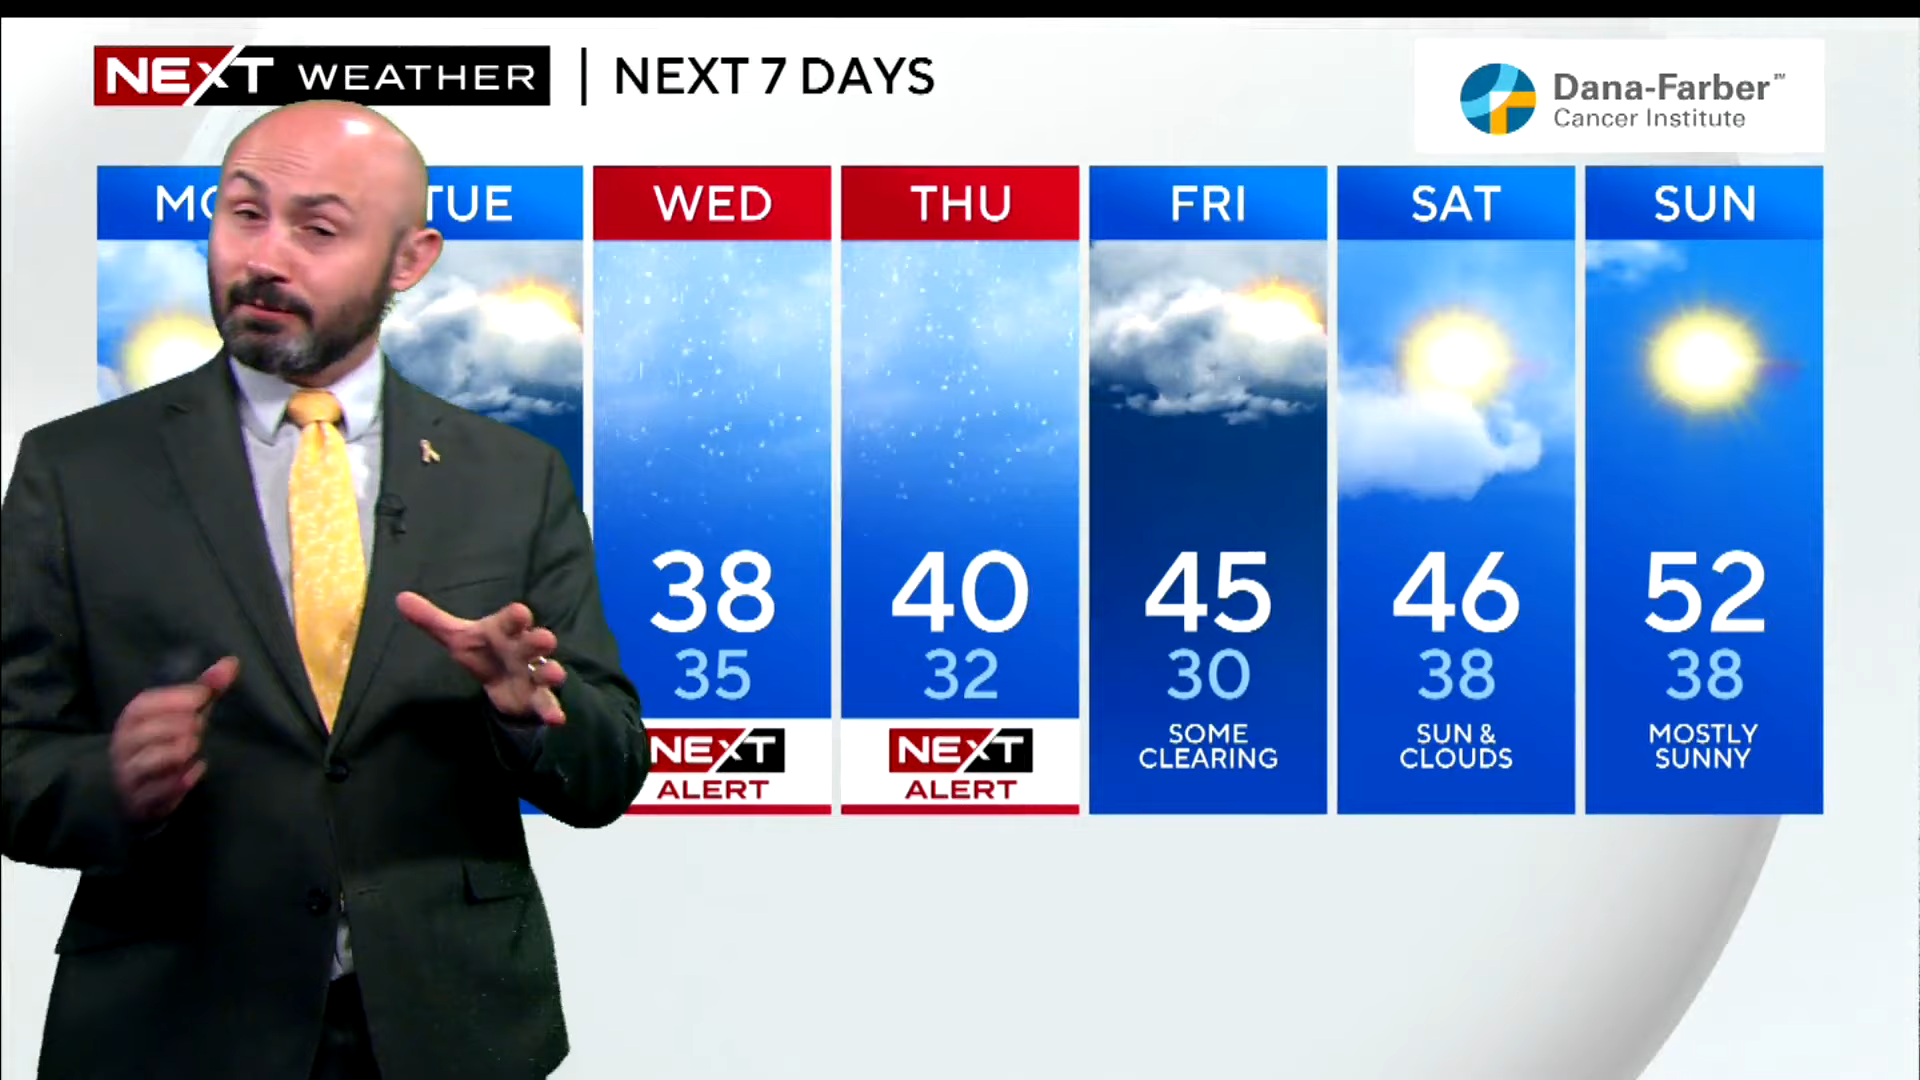 NEXT WEATHER | NEXT 7 DAYS
Dana-Farber™
Cancer Institute
TUE WED THU FRI SAT SUN
38 40 45 46 52
35 32 30 38 38
NEXT NEXT
ALERT ALERT
SOME
CLEARING
SUN &
CLOUDS
MOSTLY
SUNNY